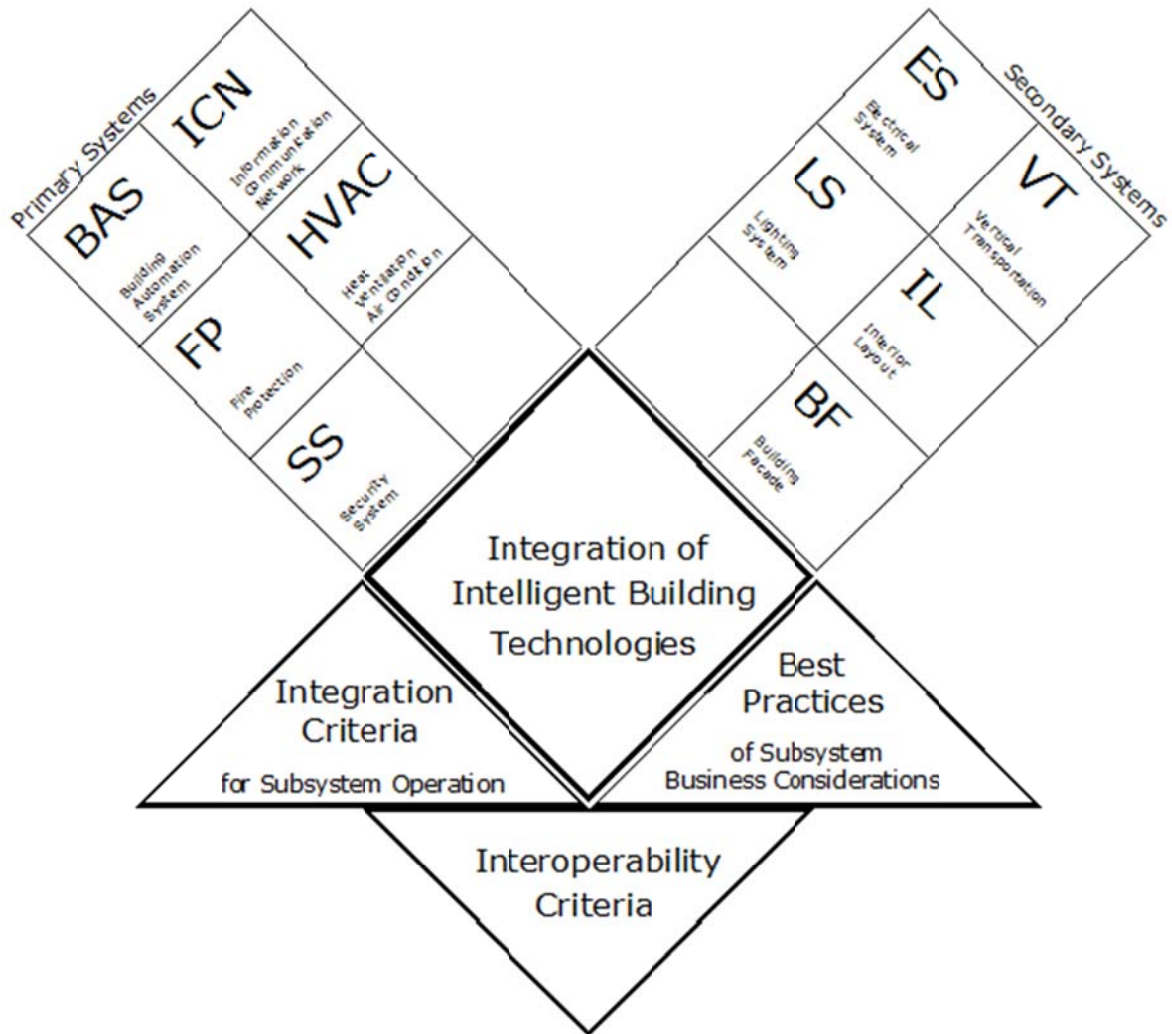 Primary Systems
ICN
Information
Communication
Network
BAS
Building
Automation
System
HVAC
Heat
Ventilation
Air Condition
FP
Fire
Protection
SS
Security
System
Secondary Systems
ES
Electrical
System
VT
Vertical
Transportation
LS
Lighting
System
IL
Interior
Layout
BF
Building
Facade
Integration of
Intelligent Building
Technologies
Integration
Criteria
for Subsystem Operation
Best
Practices
of Subsystem
Business Considerations
Interoperability
Criteria